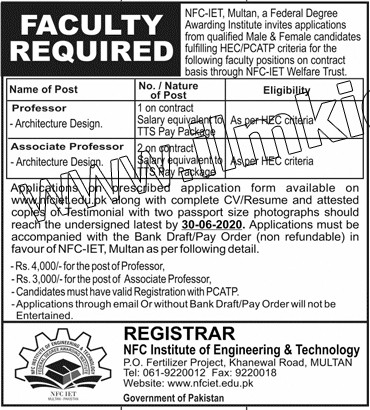 FACULTY
REQUIRED
NFC-IET, Multan, a Federal Degree
Awarding Institute invites applications
from qualified Male & Female candidates
fulfilling HEC/PCATP criteria for the
following faculty positions on contract
basis through NFC-IET Welfare Trust.
Name of Post
No. / Nature
of Post
Eligibility
Professor
- Architecture Design.
1 on contract
Salary equivalent to
TTS Pay Package
As per HEC criteria
Associate Professor
- Architecture Design.
2 on contract
Salary equivalent to
TTS Pay Package
As per HEC criteria
Applications on prescribed application form available on
www.nfciet.edu.pk along with complete CV/Resume and attested
copies of Testimonial with two passport size photographs should
reach the undersigned latest by 30-06-2020. Applications must be
accompanied with the Bank Draft/Pay Order (non refundable) in
favour of NFC-IET, Multan as per following detail.
- Rs. 4,000/- for the post of Professor,
- Rs. 3,000/- for the post of Associate Professor,
- Candidates must have valid Registration with PCATP.
- Applications through email Or without Bank Draft/Pay Order will not be
Entertained.
NFC INSTITUTE OF ENGINEERING & TECHNOLOGY
FEDERAL DEGREE AWARDING INSTITUTE
NFC IET
MULTAN - PAKISTAN
REGISTRAR
NFC Institute of Engineering & Technology
P.O. Fertilizer Project, Khanewal Road, MULTAN
Tel: 061-9220012 Fax: 9220018
Website: www.nfciet.edu.pk
Government of Pakistan